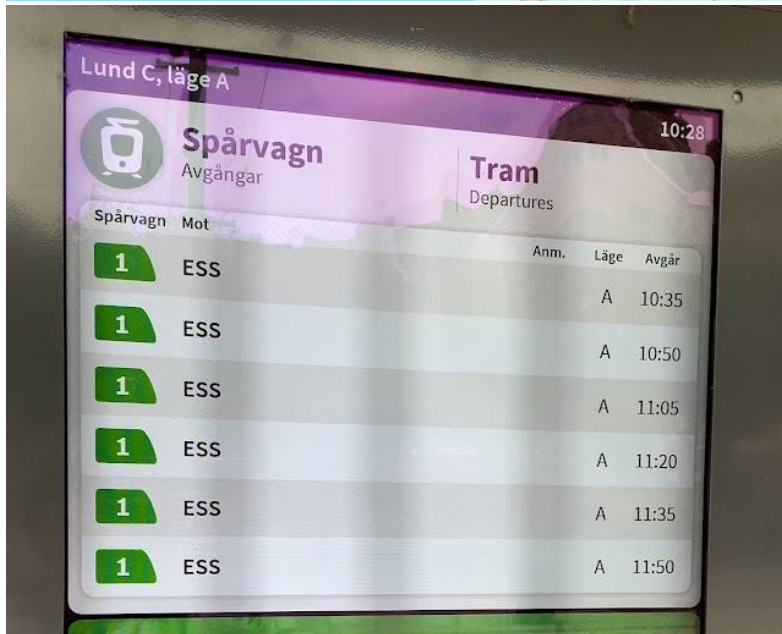 Lund C, läge A
10:28
Spårvagn Tram
Avgångar Departures
Spårvagn Mot Anm. Läge Avgår
1 ESS A 10:35
1 ESS A 10:50
1 ESS A 11:05
1 ESS A 11:20
1 ESS A 11:35
1 ESS A 11:50